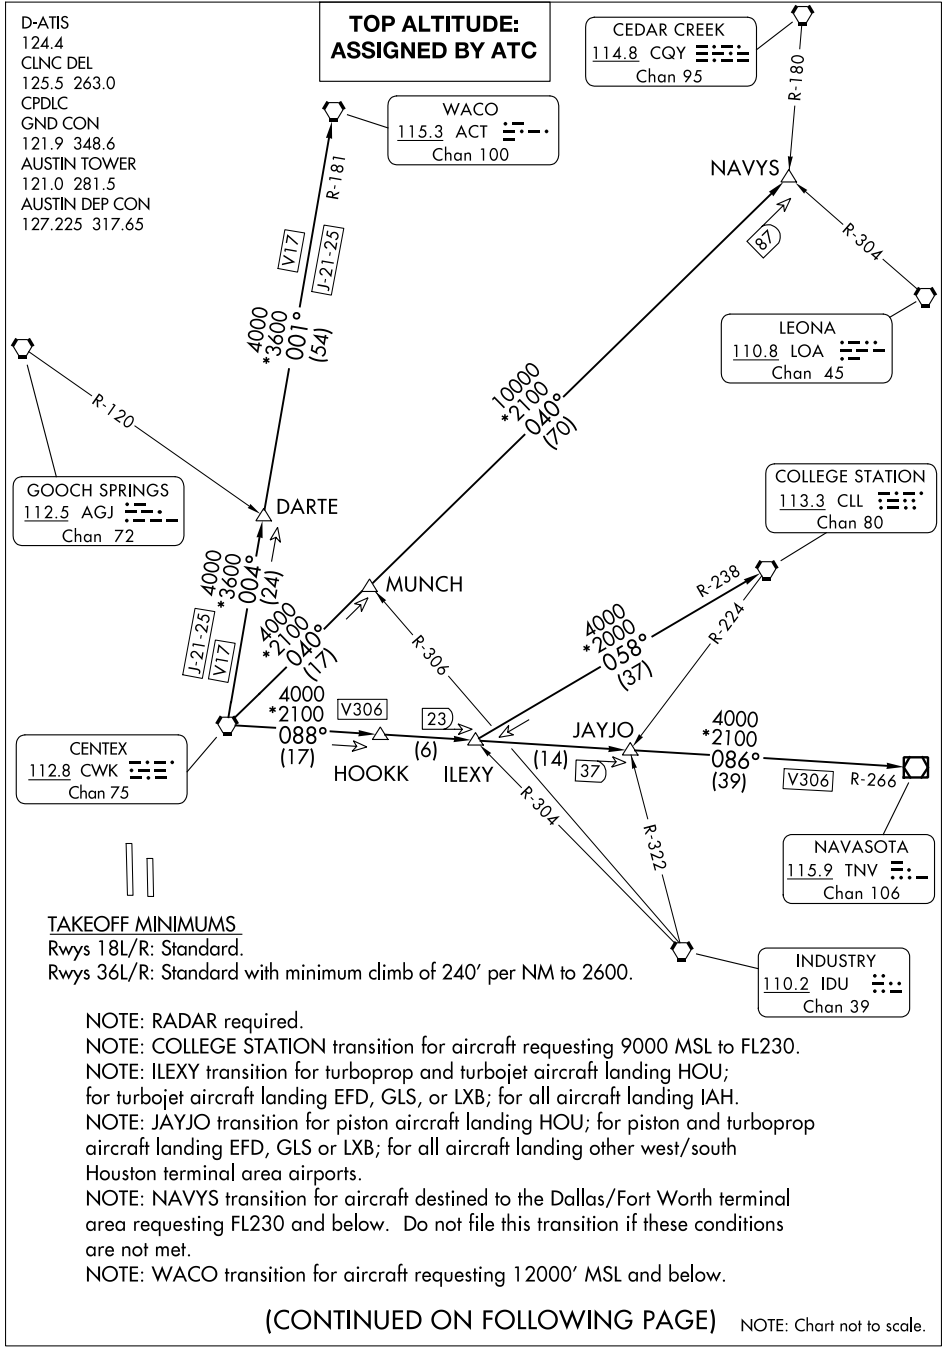 D-ATIS
124.4
CLNC DEL
125.5 263.0
CPDLC
GND CON
121.9 348.6
AUSTIN TOWER
121.0 281.5
AUSTIN DEP CON
127.225 317.65
TOP ALTITUDE:
ASSIGNED BY ATC
CEDAR CREEK
114.8 CQY
Chan 95
R-180
WACO
115.3 ACT
Chan 100
R-181
V17
J-21-25
4000
*3600
001°
(54)
NAVYS
87
R-304
LEONA
110.8 LOA
Chan 45
10000
*2100
040°
(70)
R-120
GOOCH SPRINGS
112.5 AGJ
Chan 72
DARTE
COLLEGE STATION
113.3 CLL
Chan 80
4000
*3600
004°
(24)
J-21-25
V17
MUNCH
4000
*2100
040°
(17)
R-306
R-238
R-224
4000
*2000
058°
(37)
4000
*2100
088°
(17)
V306
23
(6)
HOOKK
ILEXY
JAYJO
(14)
37
4000
*2100
086°
(39)
V306
R-266
CENTEX
112.8 CWK
Chan 75
R-304
R-322
NAVASOTA
115.9 TNV
Chan 106
INDUSTRY
110.2 IDU
Chan 39
TAKEOFF MINIMUMS
Rwys 18L/R: Standard.
Rwys 36L/R: Standard with minimum climb of 240' per NM to 2600.
NOTE: RADAR required.
NOTE: COLLEGE STATION transition for aircraft requesting 9000 MSL to FL230.
NOTE: ILEXY transition for turboprop and turbojet aircraft landing HOU;
for turbojet aircraft landing EFD, GLS, or LXB; for all aircraft landing IAH.
NOTE: JAYJO transition for piston aircraft landing HOU; for piston and turboprop
aircraft landing EFD, GLS or LXB; for all aircraft landing other west/south
Houston terminal area airports.
NOTE: NAVYS transition for aircraft destined to the Dallas/Fort Worth terminal
area requesting FL230 and below. Do not file this transition if these conditions
are not met.
NOTE: WACO transition for aircraft requesting 12000' MSL and below.
(CONTINUED ON FOLLOWING PAGE)
NOTE: Chart not to scale.